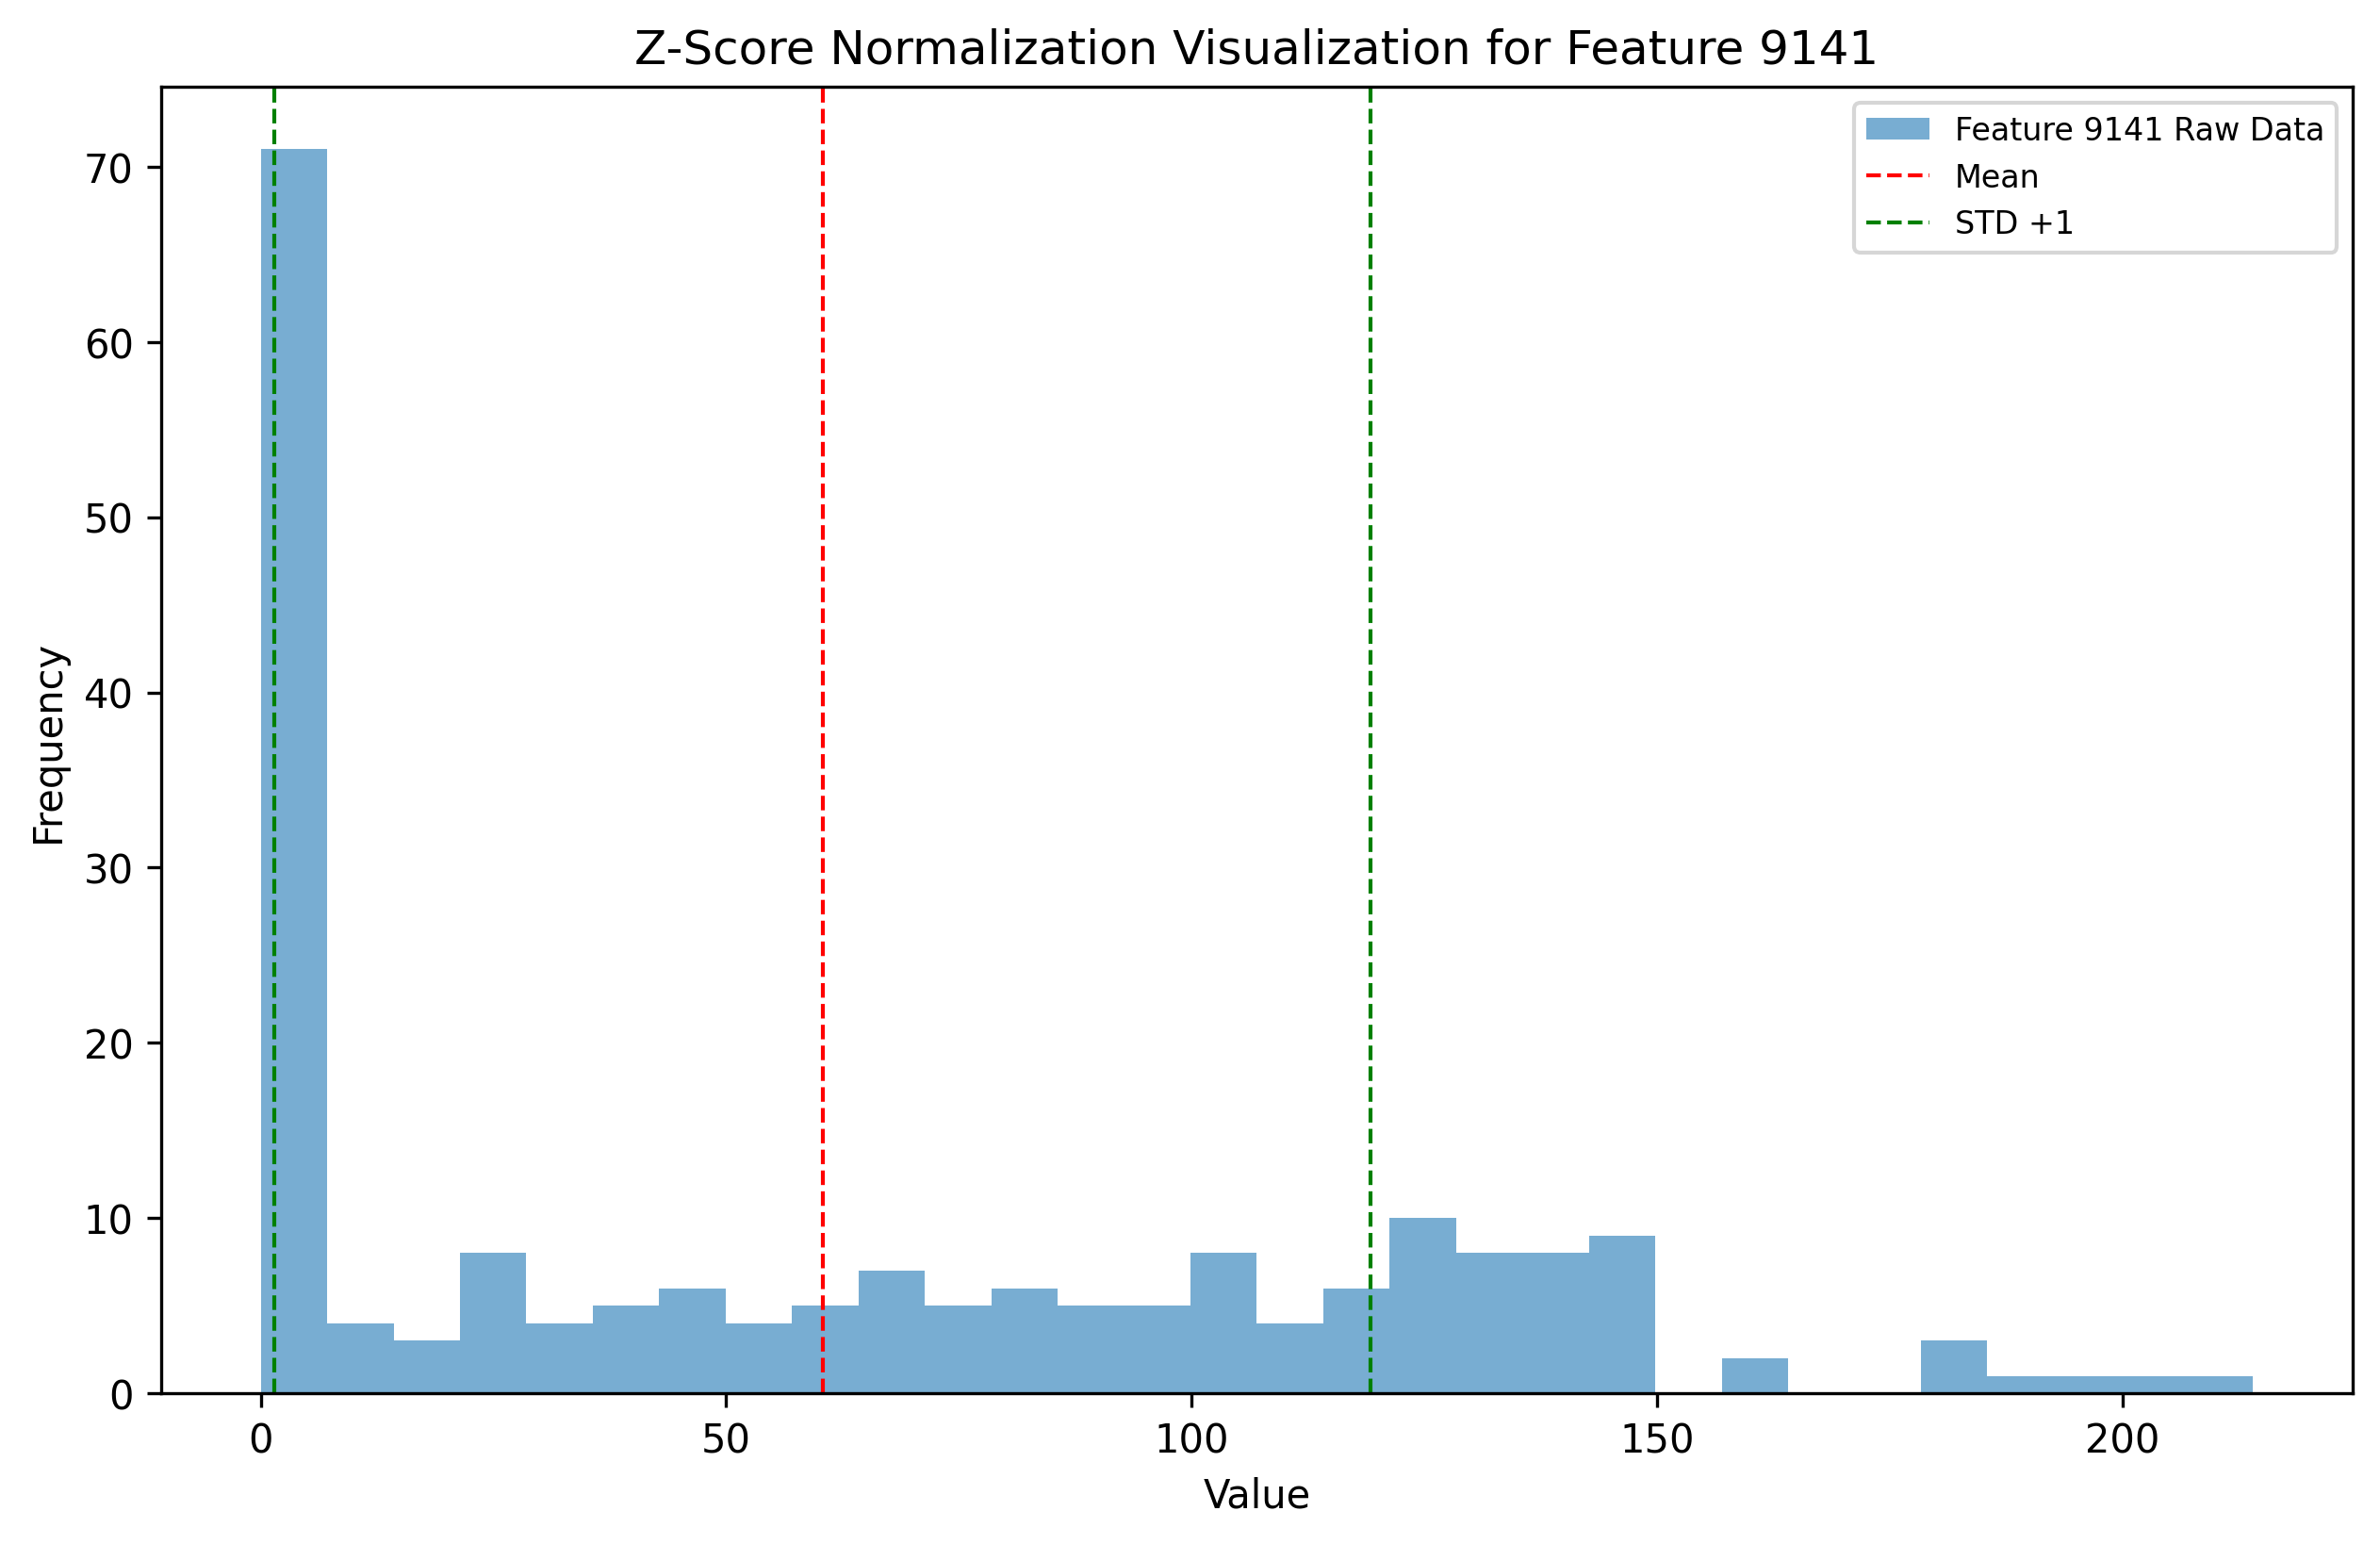 Z-Score Normalization Visualization for Feature 9141
Feature 9141 Raw Data
Mean
STD +1
70
60
50
40
30
20
10
0
Frequency
0 50 100 150 200
Value